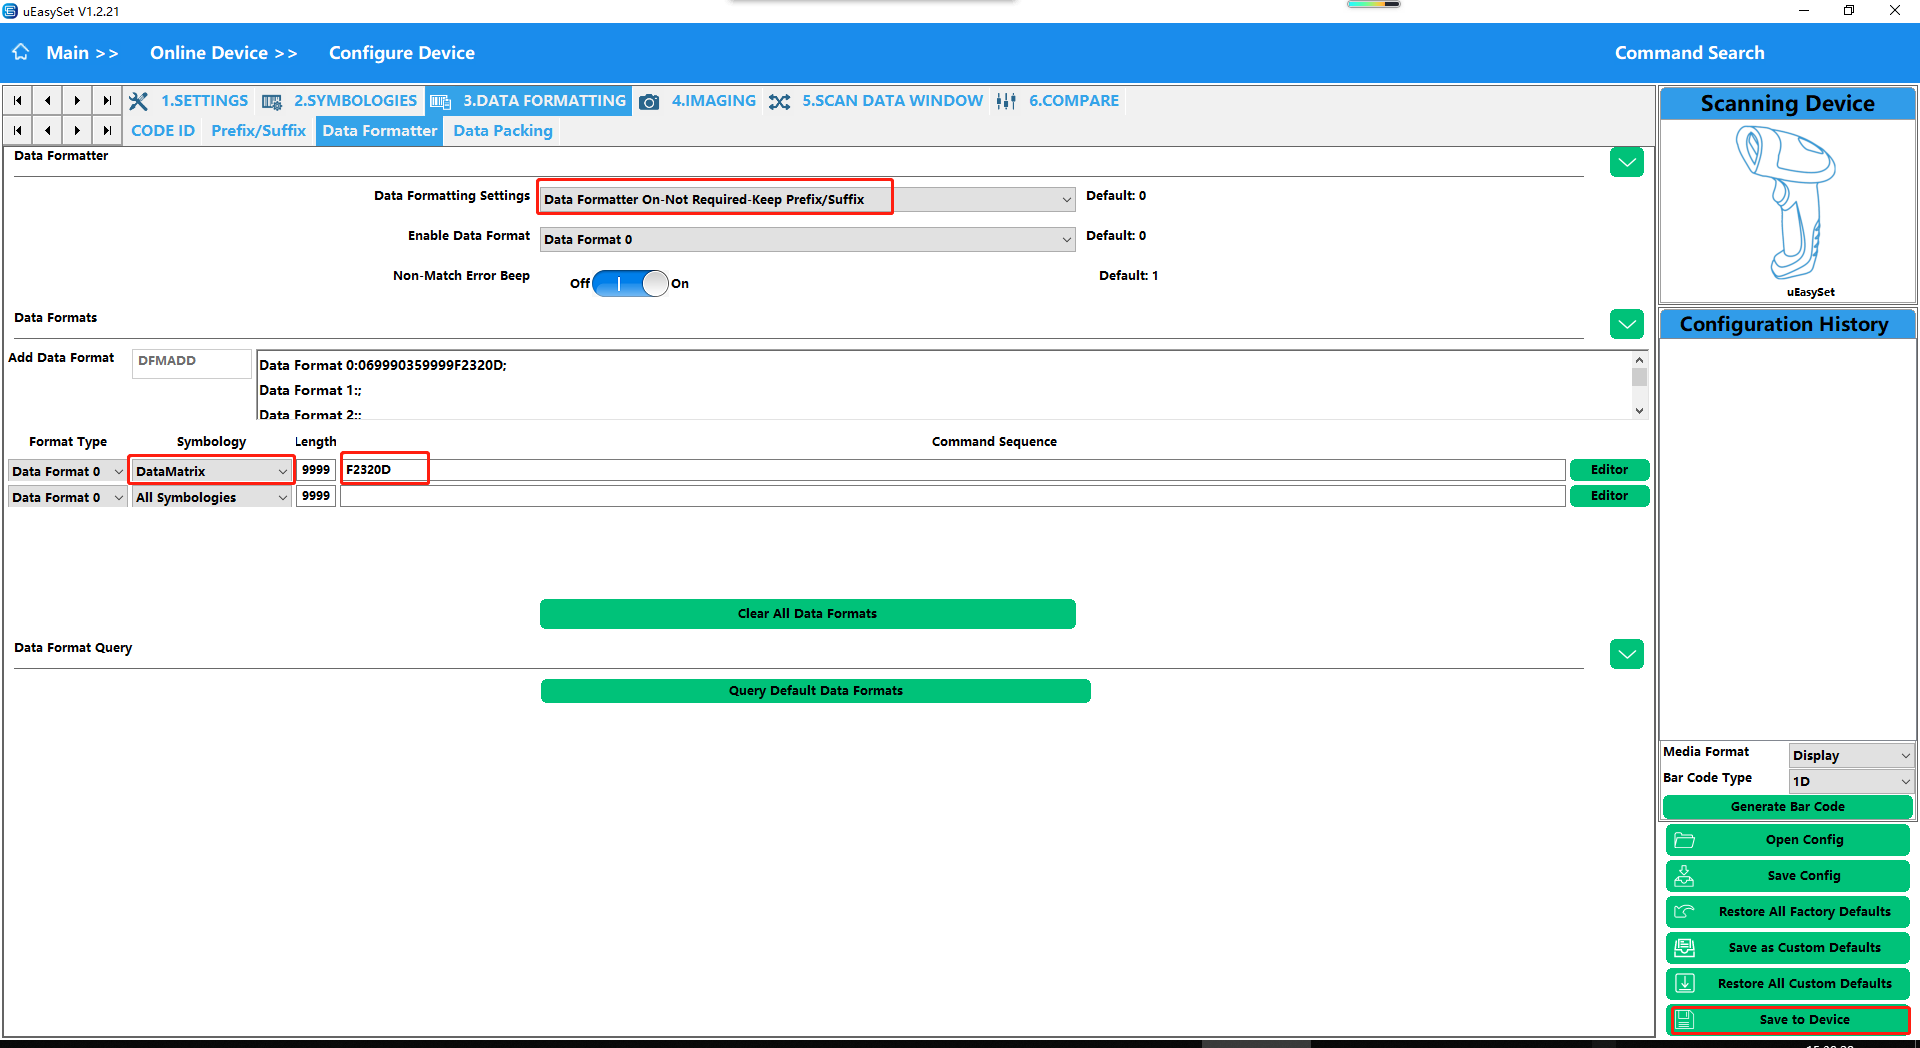 uEasySet V1.2.21
Main >> Online Device >> Configure Device Command Search
1.SETTINGS 2.SYMBOLOGIES 3.DATA FORMATTING 4.IMAGING 5.SCAN DATA WINDOW 6.COMPARE
CODE ID Prefix/Suffix Data Formatter Data Packing
Data Formatter
Data Formatting Settings Data Formatter On-Not Required-Keep Prefix/Suffix Default: 0
Enable Data Format Data Format 0 Default: 0
Non-Match Error Beep Off On Default: 1
Data Formats
Add Data Format DFMADD
Data Format 0:069990359999F2320D;
Data Format 1:;
Data Format 2:;
Format Type Symbology Length Command Sequence
Data Format 0 DataMatrix 9999 F2320D Editor
Data Format 0 All Symbologies 9999 Editor
Clear All Data Formats
Data Format Query
Query Default Data Formats
Scanning Device
uEasySet
Configuration History
Media Format Display
Bar Code Type 1D
Generate Bar Code
Open Config
Save Config
Restore All Factory Defaults
Save as Custom Defaults
Restore All Custom Defaults
Save to Device